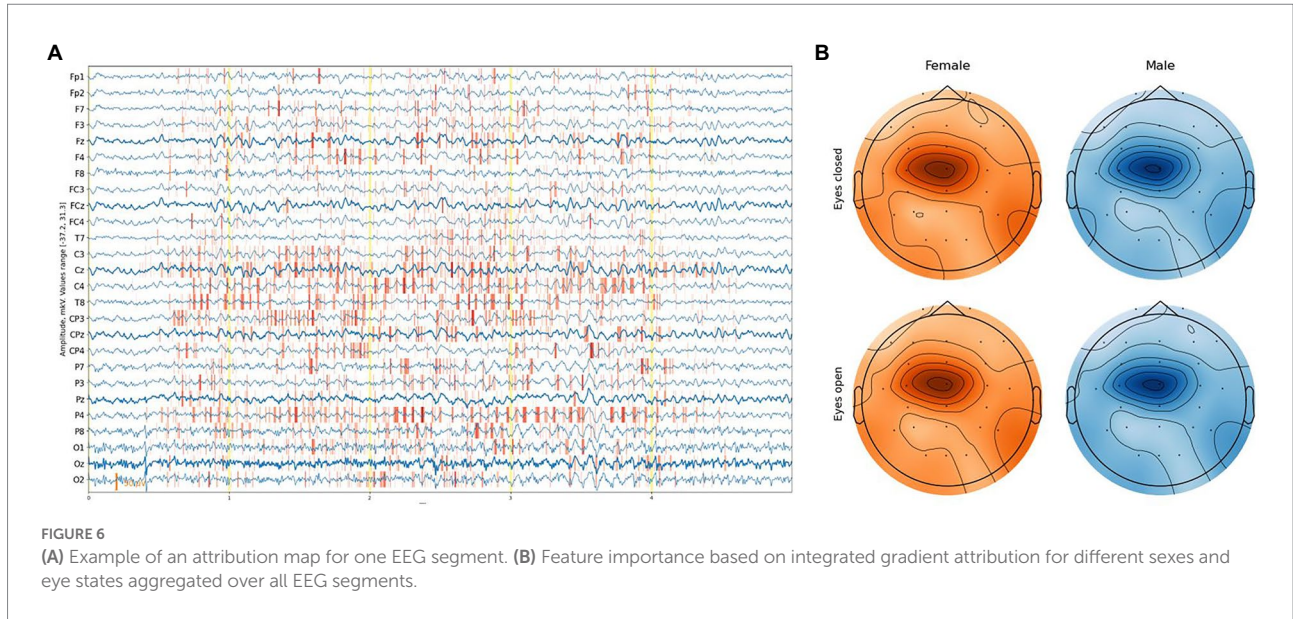 A
Fp1
Fp2
F7
F3
Fz
F4
F8
FC3
FCz
FC4
T7
C3
Cz
C4
T8
CP3
CPz
CP4
P7
P3
Pz
P4
P8
O1
Oz
O2
Amplitude, mkV. Values range [-37.2, 31.3]
0 1 2 3 4
B
Female Male
Eyes closed
Eyes open
FIGURE 6
(A) Example of an attribution map for one EEG segment. (B) Feature importance based on integrated gradient attribution for different sexes and
eye states aggregated over all EEG segments.